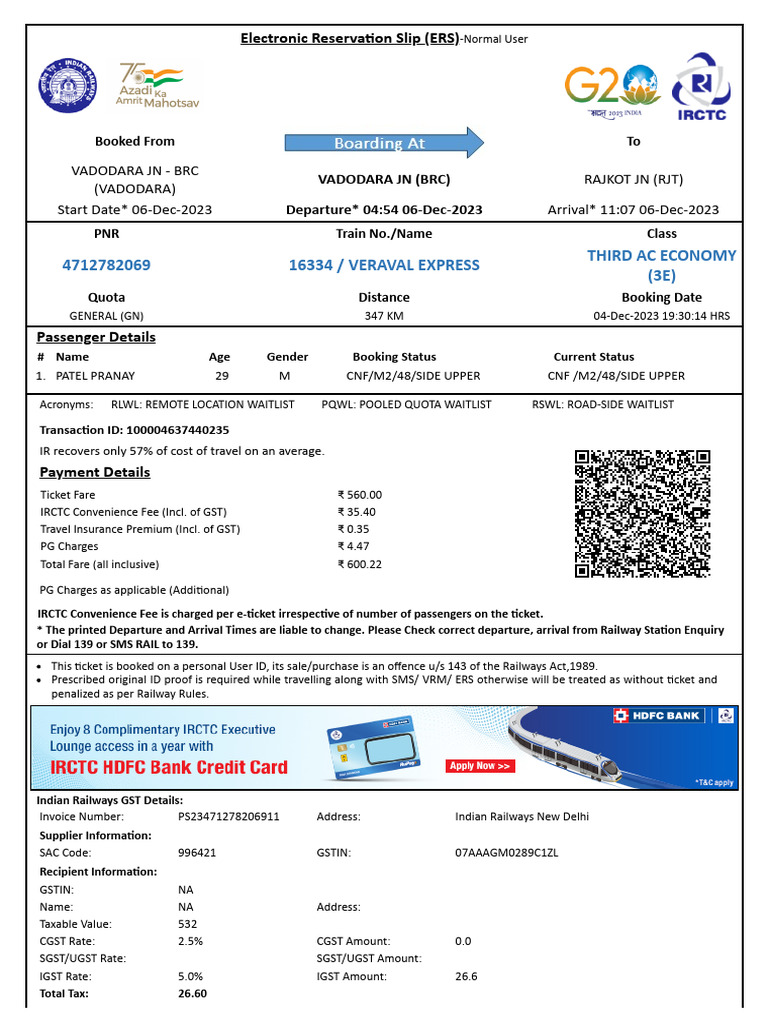 Electronic Reservation Slip (ERS)-Normal User
INDIAN RAILWAYS
75 Azadi Ka Amrit Mahotsav
G20
भारत 2023 INDIA
IRCTC
Booked From Boarding At To
VADODARA JN - BRC (VADODARA) VADODARA JN (BRC) RAJKOT JN (RJT)
Start Date* 06-Dec-2023 Departure* 04:54 06-Dec-2023 Arrival* 11:07 06-Dec-2023
PNR Train No./Name Class
4712782069 16334 / VERAVAL EXPRESS THIRD AC ECONOMY (3E)
Quota Distance Booking Date
GENERAL (GN) 347 KM 04-Dec-2023 19:30:14 HRS
Passenger Details
# Name Age Gender Booking Status Current Status
1. PATEL PRANAY 29 M CNF/M2/48/SIDE UPPER CNF /M2/48/SIDE UPPER
Acronyms: RLWL: REMOTE LOCATION WAITLIST PQWL: POOLED QUOTA WAITLIST RSWL: ROAD-SIDE WAITLIST
Transaction ID: 100004637440235
IR recovers only 57% of cost of travel on an average.
Payment Details
Ticket Fare ₹ 560.00
IRCTC Convenience Fee (Incl. of GST) ₹ 35.40
Travel Insurance Premium (Incl. of GST) ₹ 0.35
PG Charges ₹ 4.47
Total Fare (all inclusive) ₹ 600.22
PG Charges as applicable (Additional)
IRCTC Convenience Fee is charged per e-ticket irrespective of number of passengers on the ticket.
* The printed Departure and Arrival Times are liable to change. Please Check correct departure, arrival from Railway Station Enquiry
or Dial 139 or SMS RAIL to 139.
• This ticket is booked on a personal User ID, its sale/purchase is an offence u/s 143 of the Railways Act,1989.
• Prescribed original ID proof is required while travelling along with SMS/ VRM/ ERS otherwise will be treated as without ticket and
penalized as per Railway Rules.
Enjoy 8 Complimentary IRCTC Executive
Lounge access in a year with
IRCTC HDFC Bank Credit Card
RuPay
Apply Now >>
HDFC BANK
*T&C apply
Indian Railways GST Details:
Invoice Number: PS23471278206911 Address: Indian Railways New Delhi
Supplier Information:
SAC Code: 996421 GSTIN: 07AAAGM0289C1ZL
Recipient Information:
GSTIN: NA
Name: NA Address:
Taxable Value: 532
CGST Rate: 2.5% CGST Amount: 0.0
SGST/UGST Rate: SGST/UGST Amount:
IGST Rate: 5.0% IGST Amount: 26.6
Total Tax: 26.60